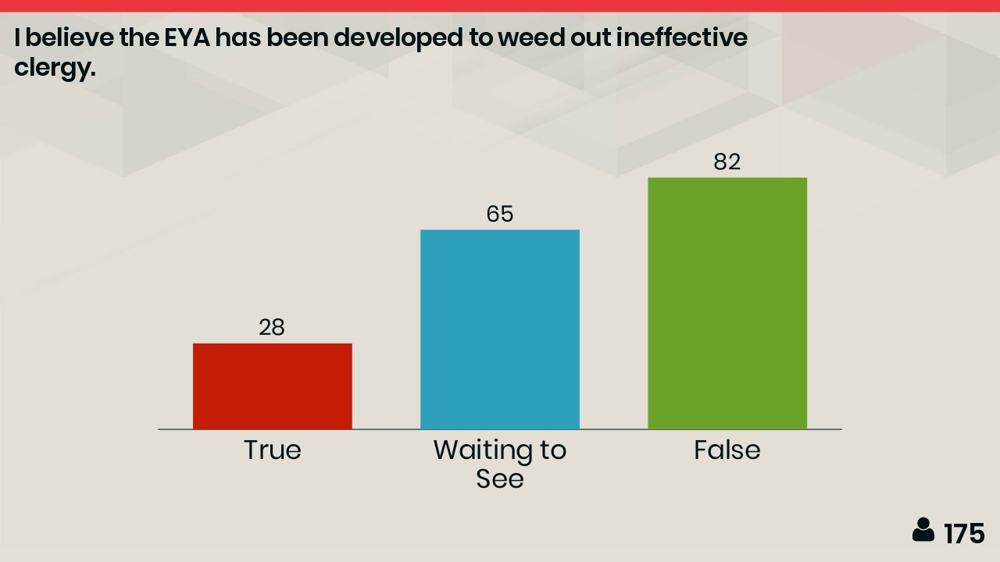 I believe the EYA has been developed to weed out ineffective
clergy.
82
65
28
True
Waiting to
See
False
175